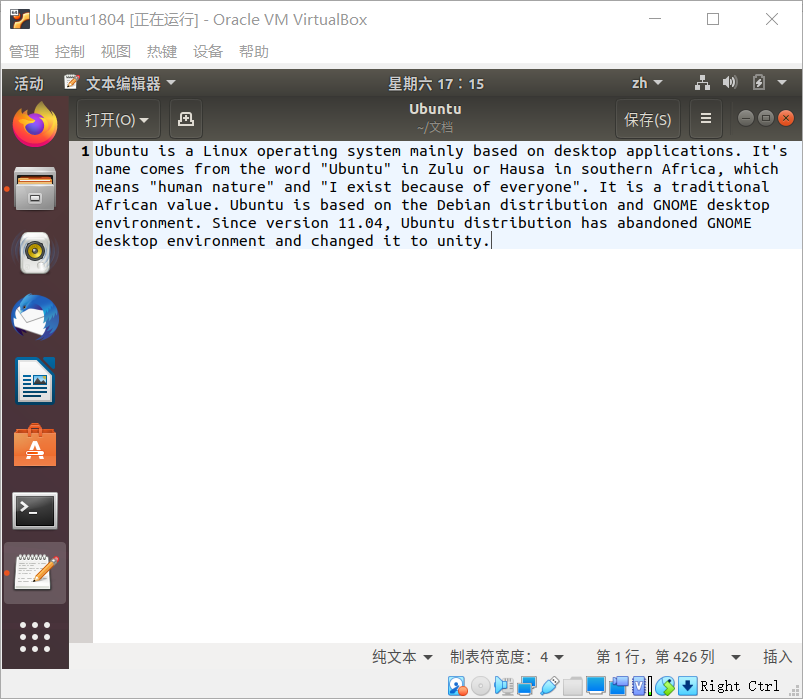 Ubuntu1804 [正在运行] - Oracle VM VirtualBox
管理 控制 视图 热键 设备 帮助
活动 文本编辑器 星期六 17：15 zh
打开(O) Ubuntu 保存(S)
~/文档
1 Ubuntu is a Linux operating system mainly based on desktop applications. It's
name comes from the word "Ubuntu" in Zulu or Hausa in southern Africa, which
means "human nature" and "I exist because of everyone". It is a traditional
African value. Ubuntu is based on the Debian distribution and GNOME desktop
environment. Since version 11.04, Ubuntu distribution has abandoned GNOME
desktop environment and changed it to unity.
纯文本 制表符宽度：4 第 1 行，第 426 列 插入
Right Ctrl